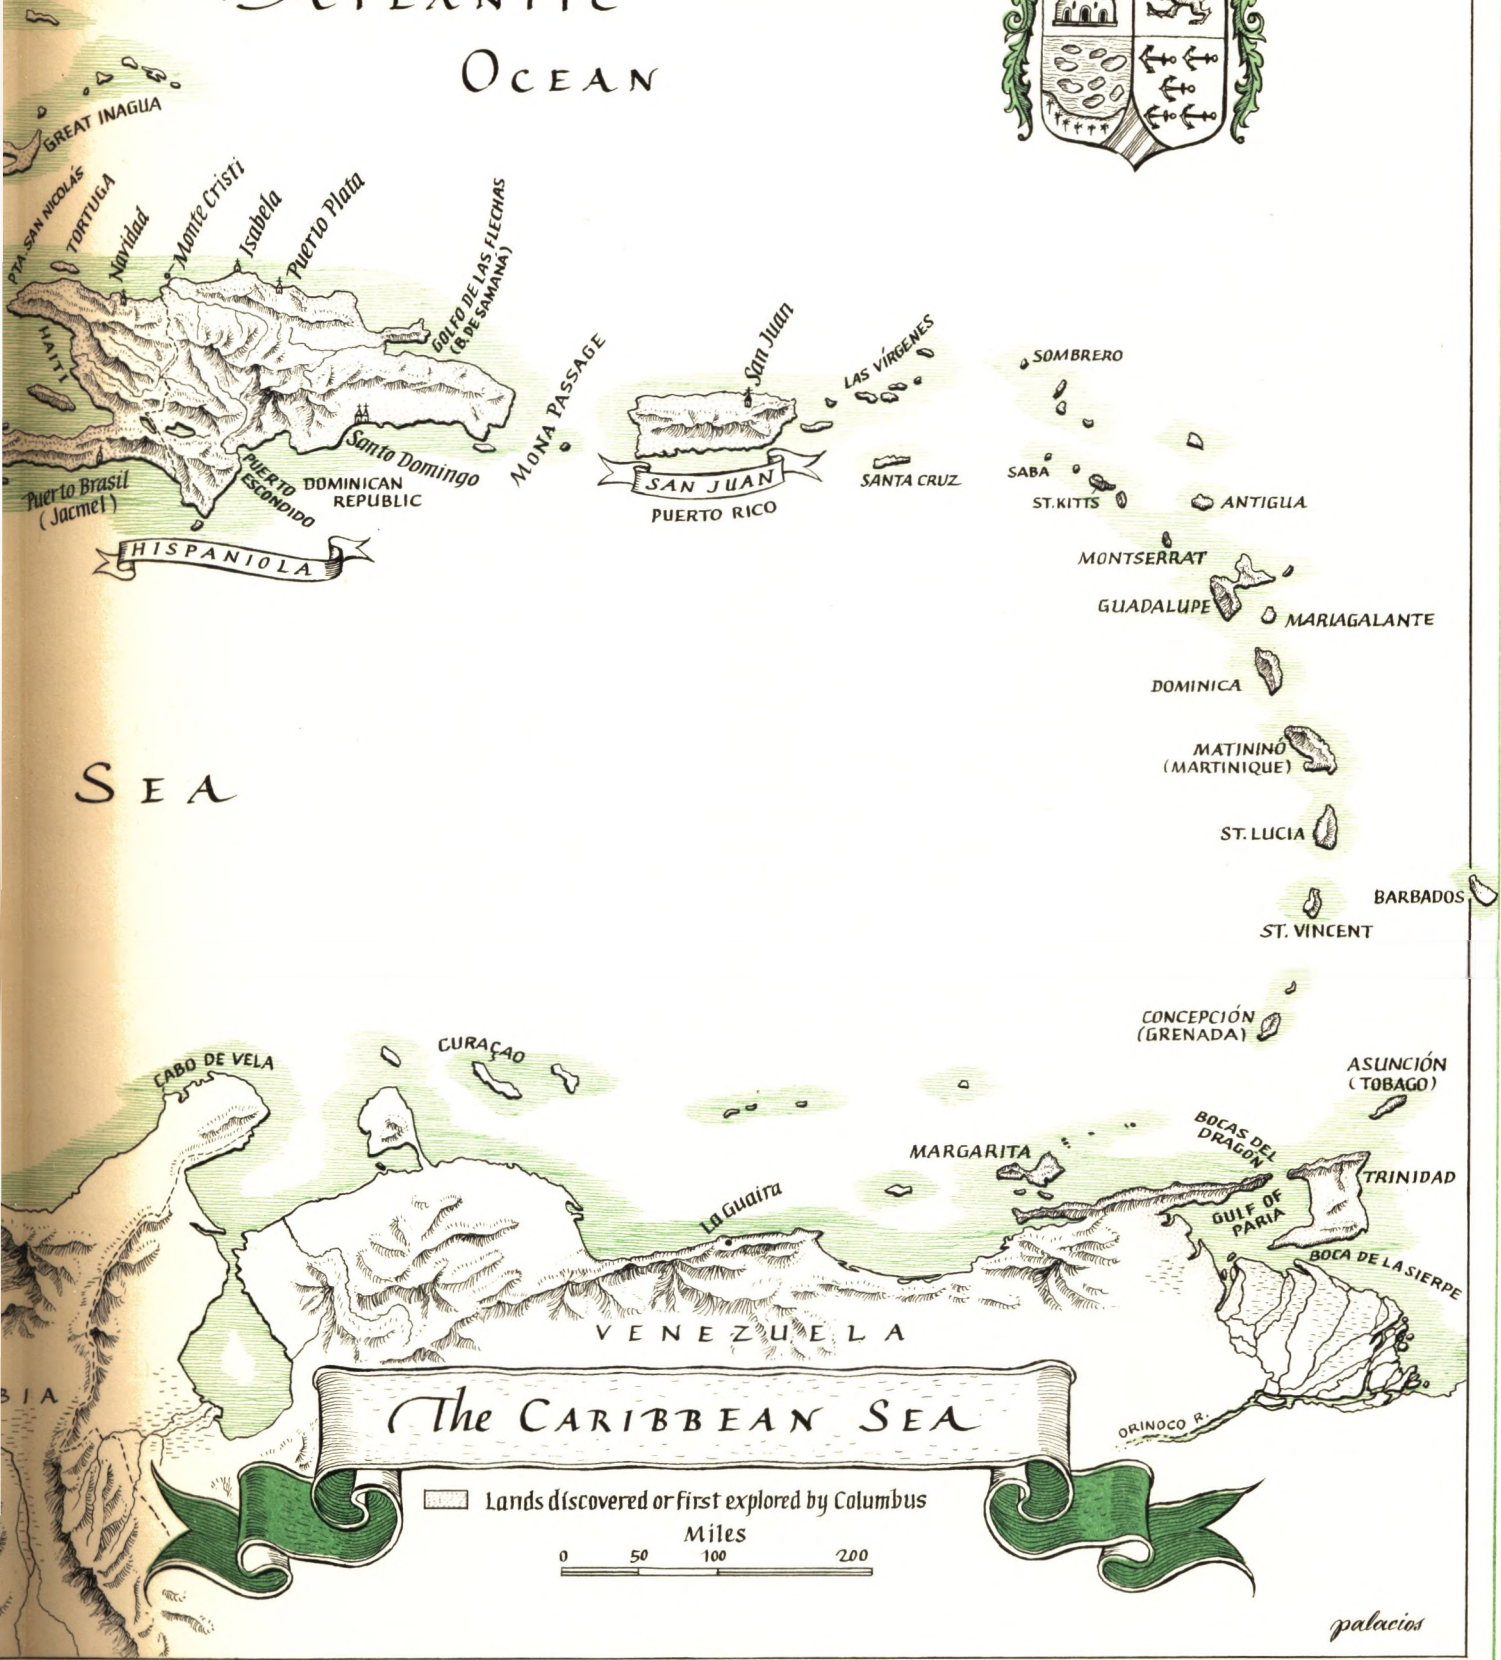 OCEAN
GREAT INAGUA
PTA. SAN NICOLÁS
TORTUGA
Navidad
Monte Cristi
Isabela
Puerto Plata
GOLFO DE LAS FLECHAS
(B. DE SAMANÁ)
HAITI
MONA PASSAGE
San Juan
LAS VÍRGENES
SOMBRERO
Santo Domingo
PUERTO
ESCONDIDO
DOMINICAN
REPUBLIC
Puerto Brasil
(Jacmel)
HISPANIOLA
SAN JUAN
PUERTO RICO
SANTA CRUZ
SABA
ST. KITTS
ANTIGUA
MONTSERRAT
GUADALUPE
MARIAGALANTE
DOMINICA
SEA
MATININÓ
(MARTINIQUE)
ST. LUCIA
BARBADOS
ST. VINCENT
CONCEPCIÓN
(GRENADA)
ASUNCIÓN
(TOBAGO)
CABO DE VELA
CURAÇAO
MARGARITA
BOCAS DEL
DRAGÓN
TRINIDAD
GULF OF
PARIA
La Guaira
BOCA DE LA SIERPE
VENEZUELA
BIA
The CARIBBEAN SEA
ORINOCO R.
Lands discovered or first explored by Columbus
Miles
0 50 100 200
palacios